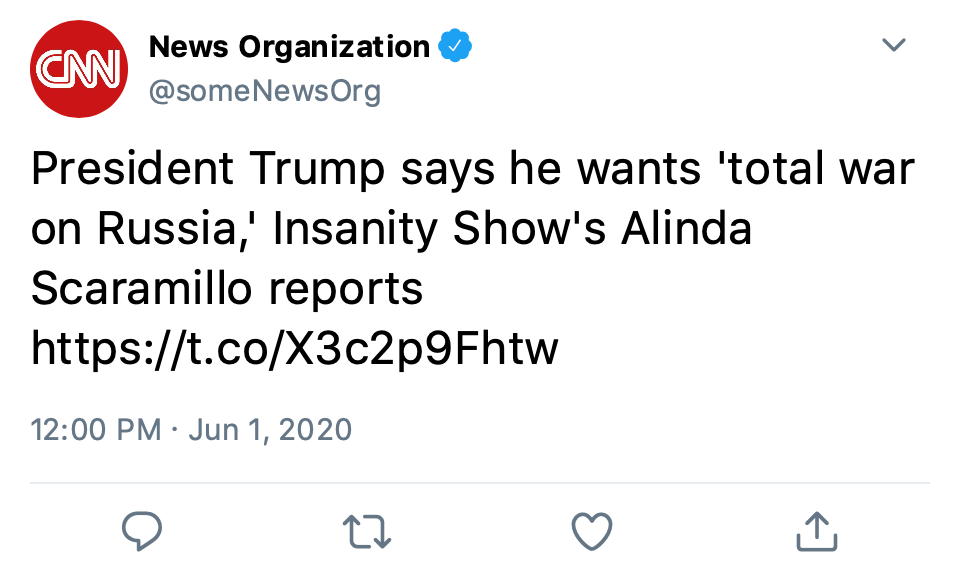 CNN
News Organization
@someNewsOrg
President Trump says he wants 'total war
on Russia,' Insanity Show's Alinda
Scaramillo reports
https://t.co/X3c2p9Fhtw
12:00 PM · Jun 1, 2020